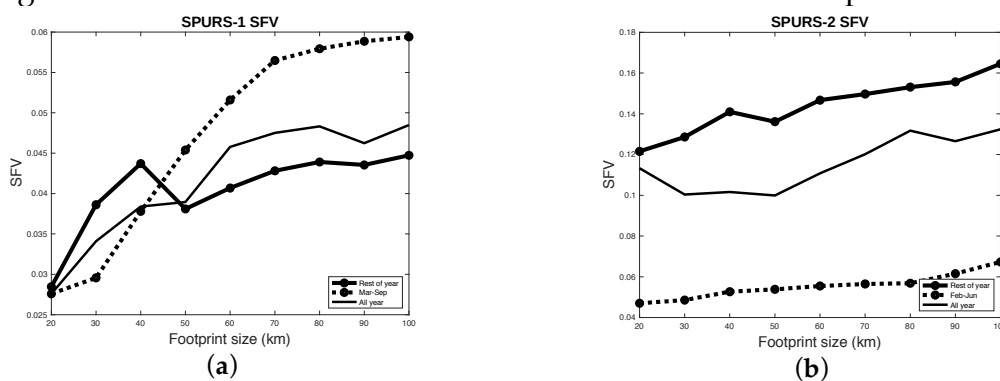 SPURS-1 SFV
0.06
0.055
0.05
0.045
0.04
0.035
0.03
0.025
SFV
20 30 40 50 60 70 80 90 100
Footprint size (km)
Rest of year
Mar-Sep
All year
(a)
SPURS-2 SFV
0.18
0.16
0.14
0.12
0.1
0.08
0.06
0.04
SFV
20 30 40 50 60 70 80 90
Footprint size (km)
Rest of year
Feb-Jun
All year
(b)